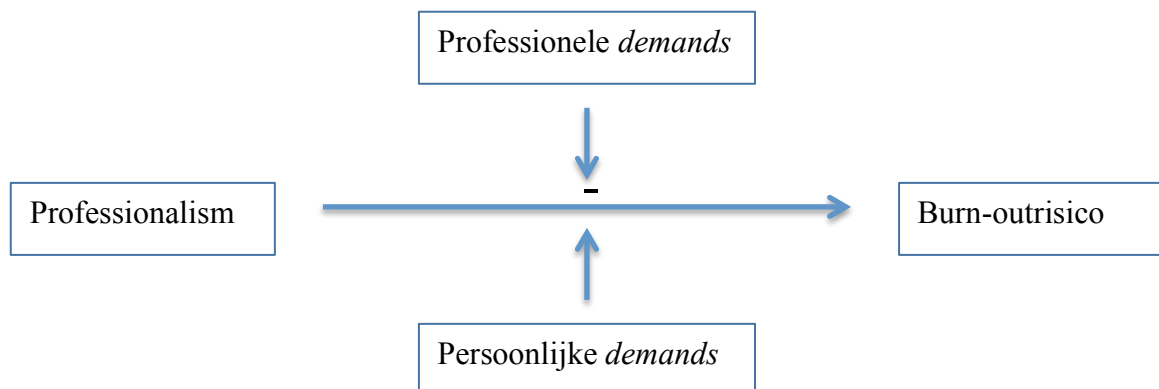 Professionele demands
–
Professionalism
Burn-outrisico
Persoonlijke demands